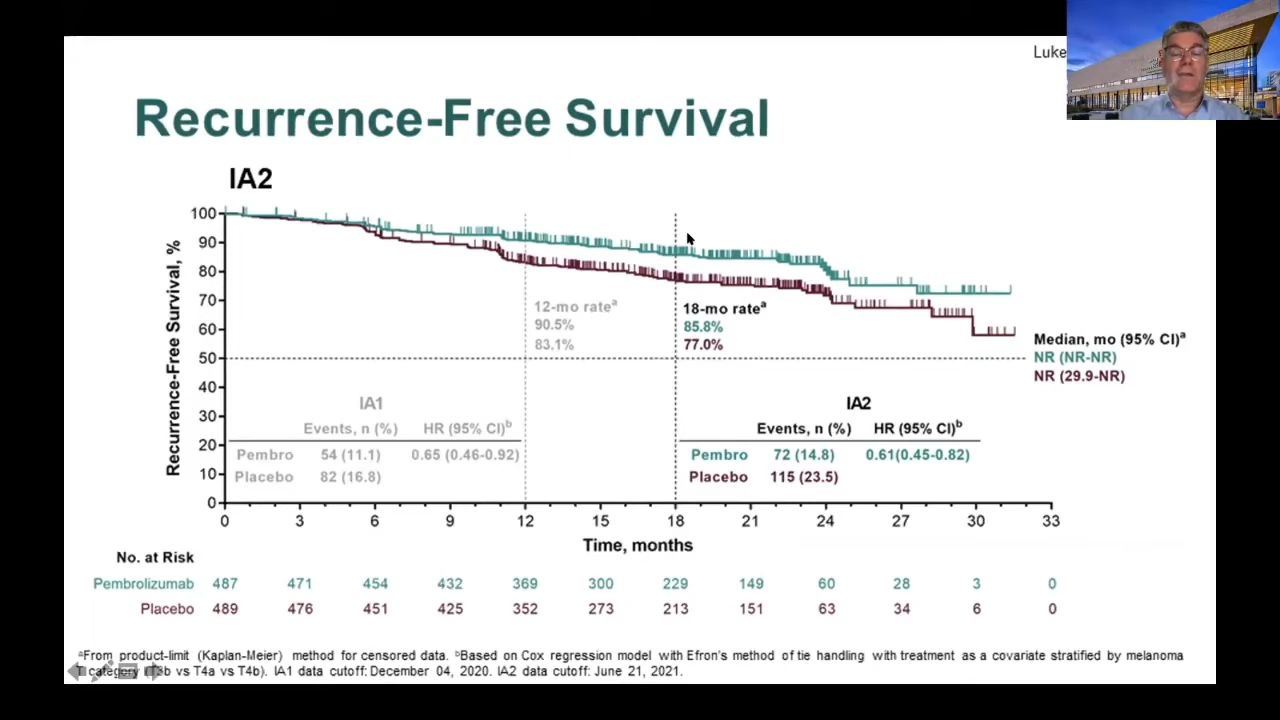 Luke
Recurrence-Free Survival
IA2
Recurrence-Free Survival, %
100
90
80
70
60
50
40
30
20
10
0
12-mo rateᵃ
90.5%
83.1%
18-mo rateᵃ
85.8%
77.0%
Median, mo (95% CI)ᵃ
NR (NR-NR)
NR (29.9-NR)
IA1
Events, n (%) HR (95% CI)ᵇ
Pembro 54 (11.1) 0.65 (0.46-0.92)
Placebo 82 (16.8)
IA2
Events, n (%) HR (95% CI)ᵇ
Pembro 72 (14.8) 0.61(0.45-0.82)
Placebo 115 (23.5)
0 3 6 9 12 15 18 21 24 27 30 33
Time, months
No. at Risk
Pembrolizumab 487 471 454 432 369 300 229 149 60 28 3 0
Placebo 489 476 451 425 352 273 213 151 63 34 6 0
ᵃFrom product-limit (Kaplan-Meier) method for censored data. ᵇBased on Cox regression model with Efron's method of tie handling with treatment as a covariate stratified by melanoma
T category (T3b vs T4a vs T4b). IA1 data cutoff: December 04, 2020. IA2 data cutoff: June 21, 2021.